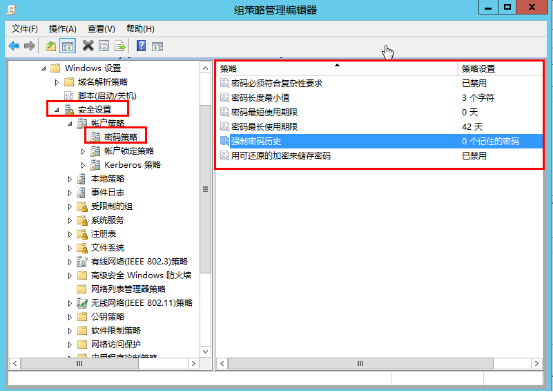 组策略管理编辑器
文件(F) 操作(A) 查看(V) 帮助(H)
Windows 设置
域名解析策略
脚本(启动/关机)
安全设置
帐户策略
密码策略
帐户锁定策略
Kerberos 策略
本地策略
事件日志
受限制的组
系统服务
注册表
文件系统
有线网络(IEEE 802.3)策略
高级安全 Windows 防火墙
网络列表管理器策略
无线网络(IEEE 802.11)策略
公钥策略
软件限制策略
网络访问保护
应用程序控制策略
策略 策略设置
密码必须符合复杂性要求 已禁用
密码长度最小值 3 个字符
密码最短使用期限 0 天
密码最长使用期限 42 天
强制密码历史 0 个记住的密码
用可还原的加密来储存密码 已禁用